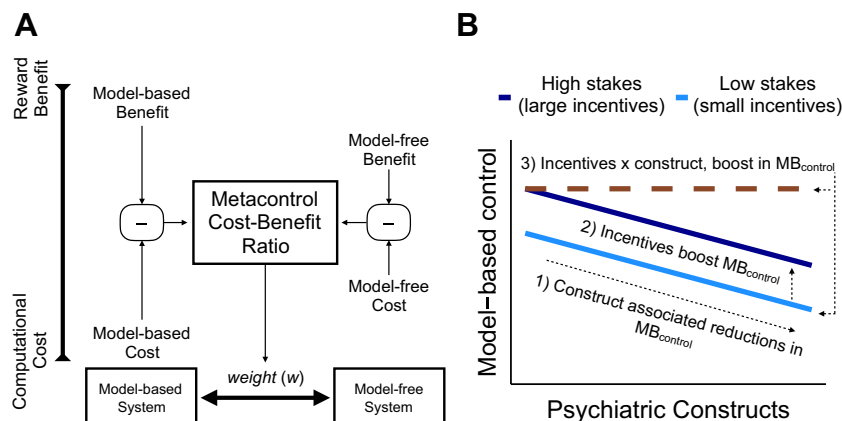 A
Reward
Benefit
Computational
Cost
Model-based
Benefit
Model-free
Benefit
−
Metacontrol
Cost-Benefit
Ratio
−
Model-based
Cost
Model-free
Cost
weight (w)
Model-based
System
Model-free
System
B
High stakes
(large incentives)
Low stakes
(small incentives)
Model−based control
3) Incentives x construct, boost in MBcontrol
2) Incentives boost MBcontrol
1) Construct associated reductions in
MBcontrol
Psychiatric Constructs